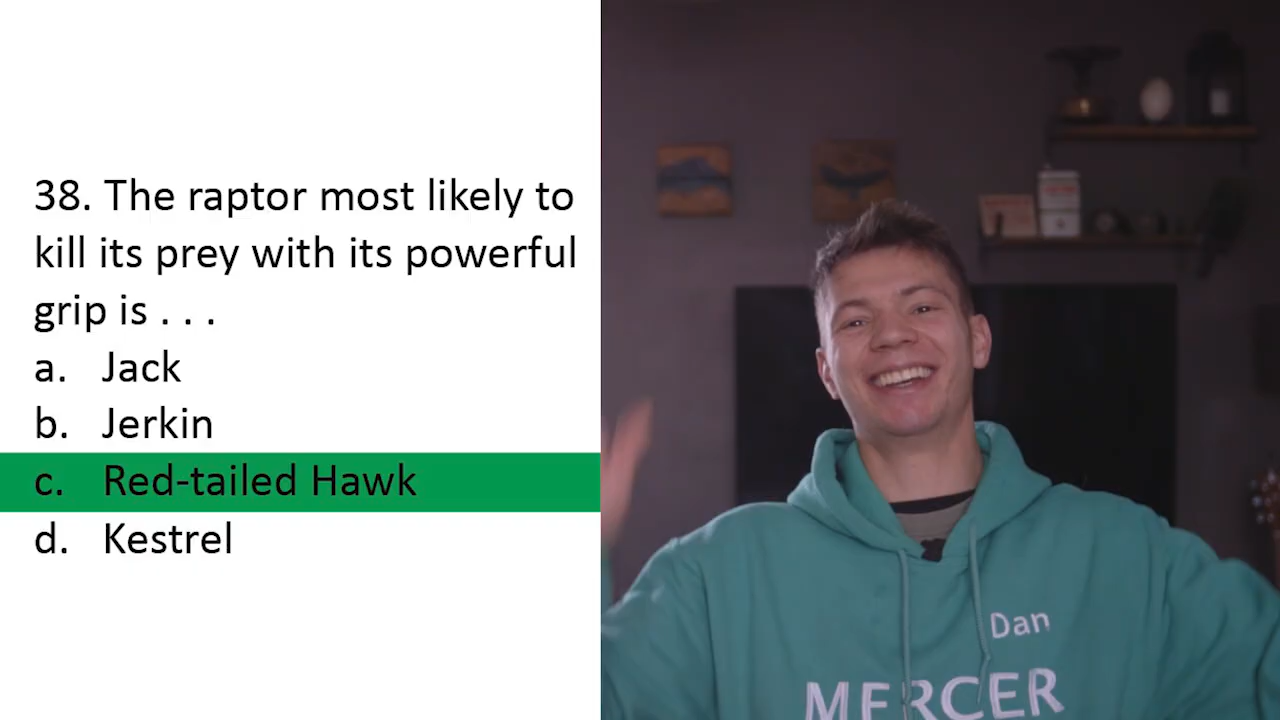 38. The raptor most likely to
kill its prey with its powerful
grip is . . .
a. Jack
b. Jerkin
c. Red-tailed Hawk
d. Kestrel
Dan
MERCER